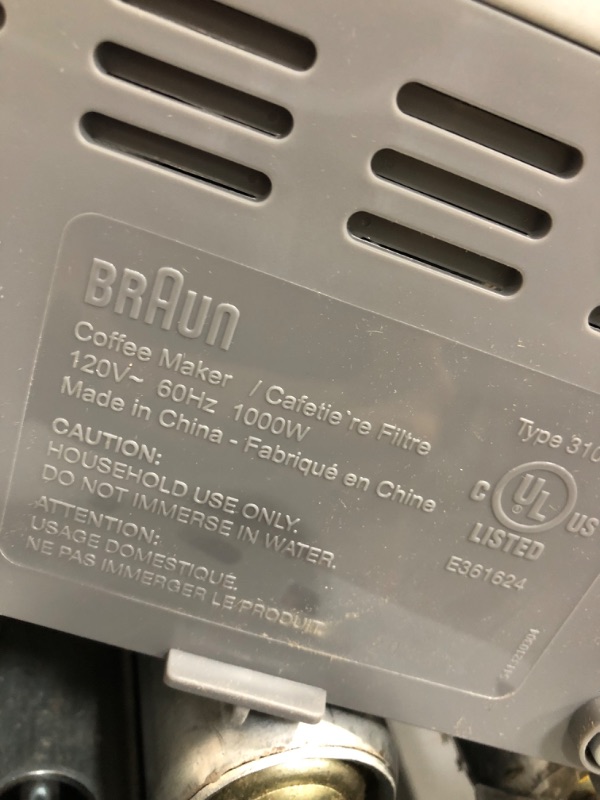 BRAUN
Coffee Maker / Cafetie're Filtre
120V~ 60Hz 1000W
Type 310
Made in China - Fabriqué en Chine
CAUTION:
HOUSEHOLD USE ONLY.
DO NOT IMMERSE IN WATER.
ATTENTION:
USAGE DOMESTIQUE.
NE PAS IMMERGER LE PRODUIT.
C UL ® US
LISTED
E361624